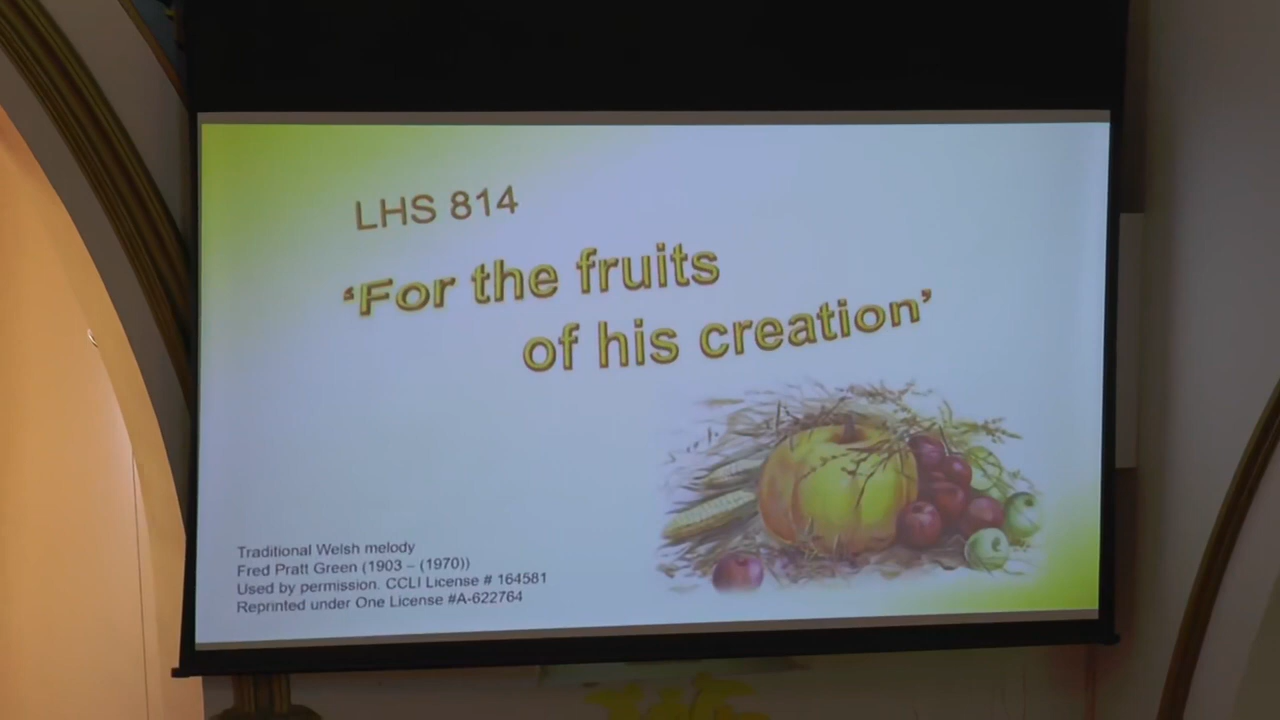 LHS 814
‘For the fruits
of his creation’
Traditional Welsh melody
Fred Pratt Green (1903 – (1970))
Used by permission. CCLI License # 164581
Reprinted under One License #A-622764